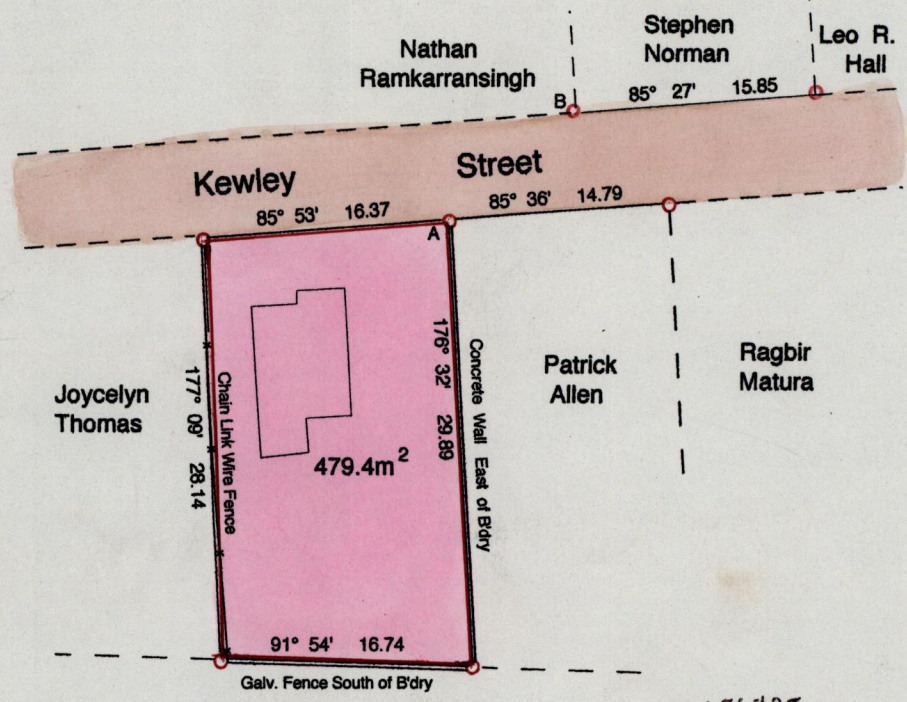 Nathan
Ramkarransingh
Stephen
Norman
Leo R.
Hall
B
85° 27' 15.85
Kewley Street
85° 53' 16.37
A
85° 36' 14.79
Joycelyn
Thomas
177° 09' 28.14
Chain Link Wire Fence
479.4m²
176° 32' 29.89
Concrete Wall East of B'dry
Patrick
Allen
Ragbir
Matura
91° 54' 16.74
Galv. Fence South of B'dry